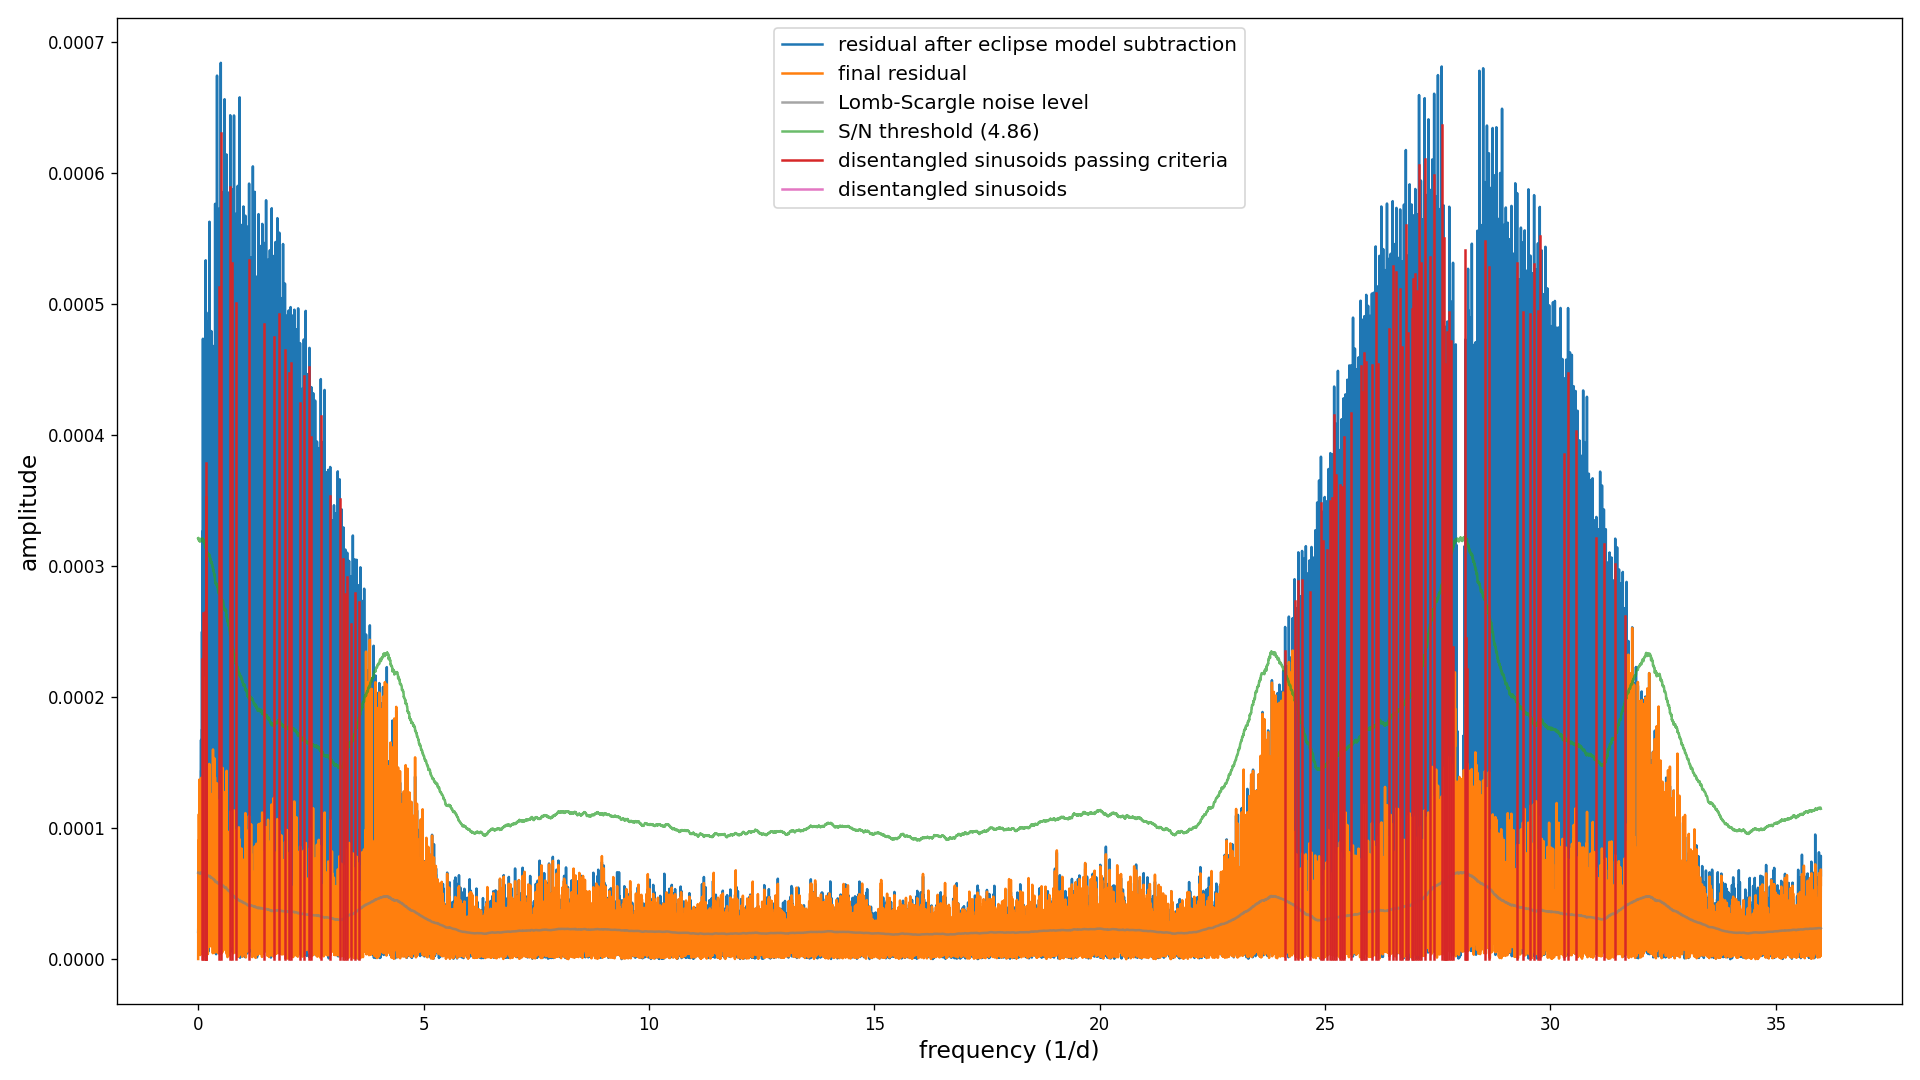 residual after eclipse model subtraction
final residual
Lomb-Scargle noise level
S/N threshold (4.86)
disentangled sinusoids passing criteria
disentangled sinusoids
amplitude
0.0007
0.0006
0.0005
0.0004
0.0003
0.0002
0.0001
0.0000
0 5 10 15 20 25 30 35
frequency (1/d)